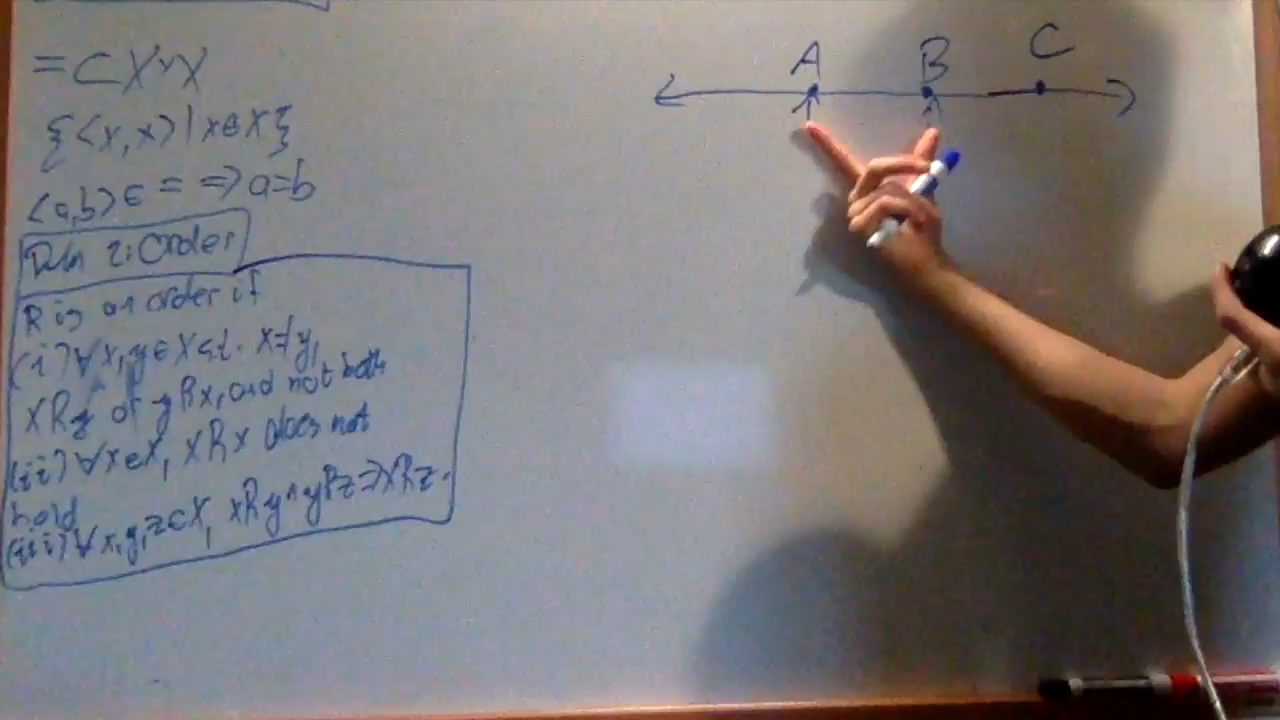 = ⊂ X × X
{<x,x> | x ∈ X}
<a,b> ∈ = => a=b
Dfn 2: Order
R is an order if
(i) ∀x,y ∈ X s.t. x≠y,
xRy or yRx, and not both
(ii) ∀x∈X, xRx does not
hold
(iii) ∀x,y,z∈X, xRy ^ yRz => xRz.
A B C